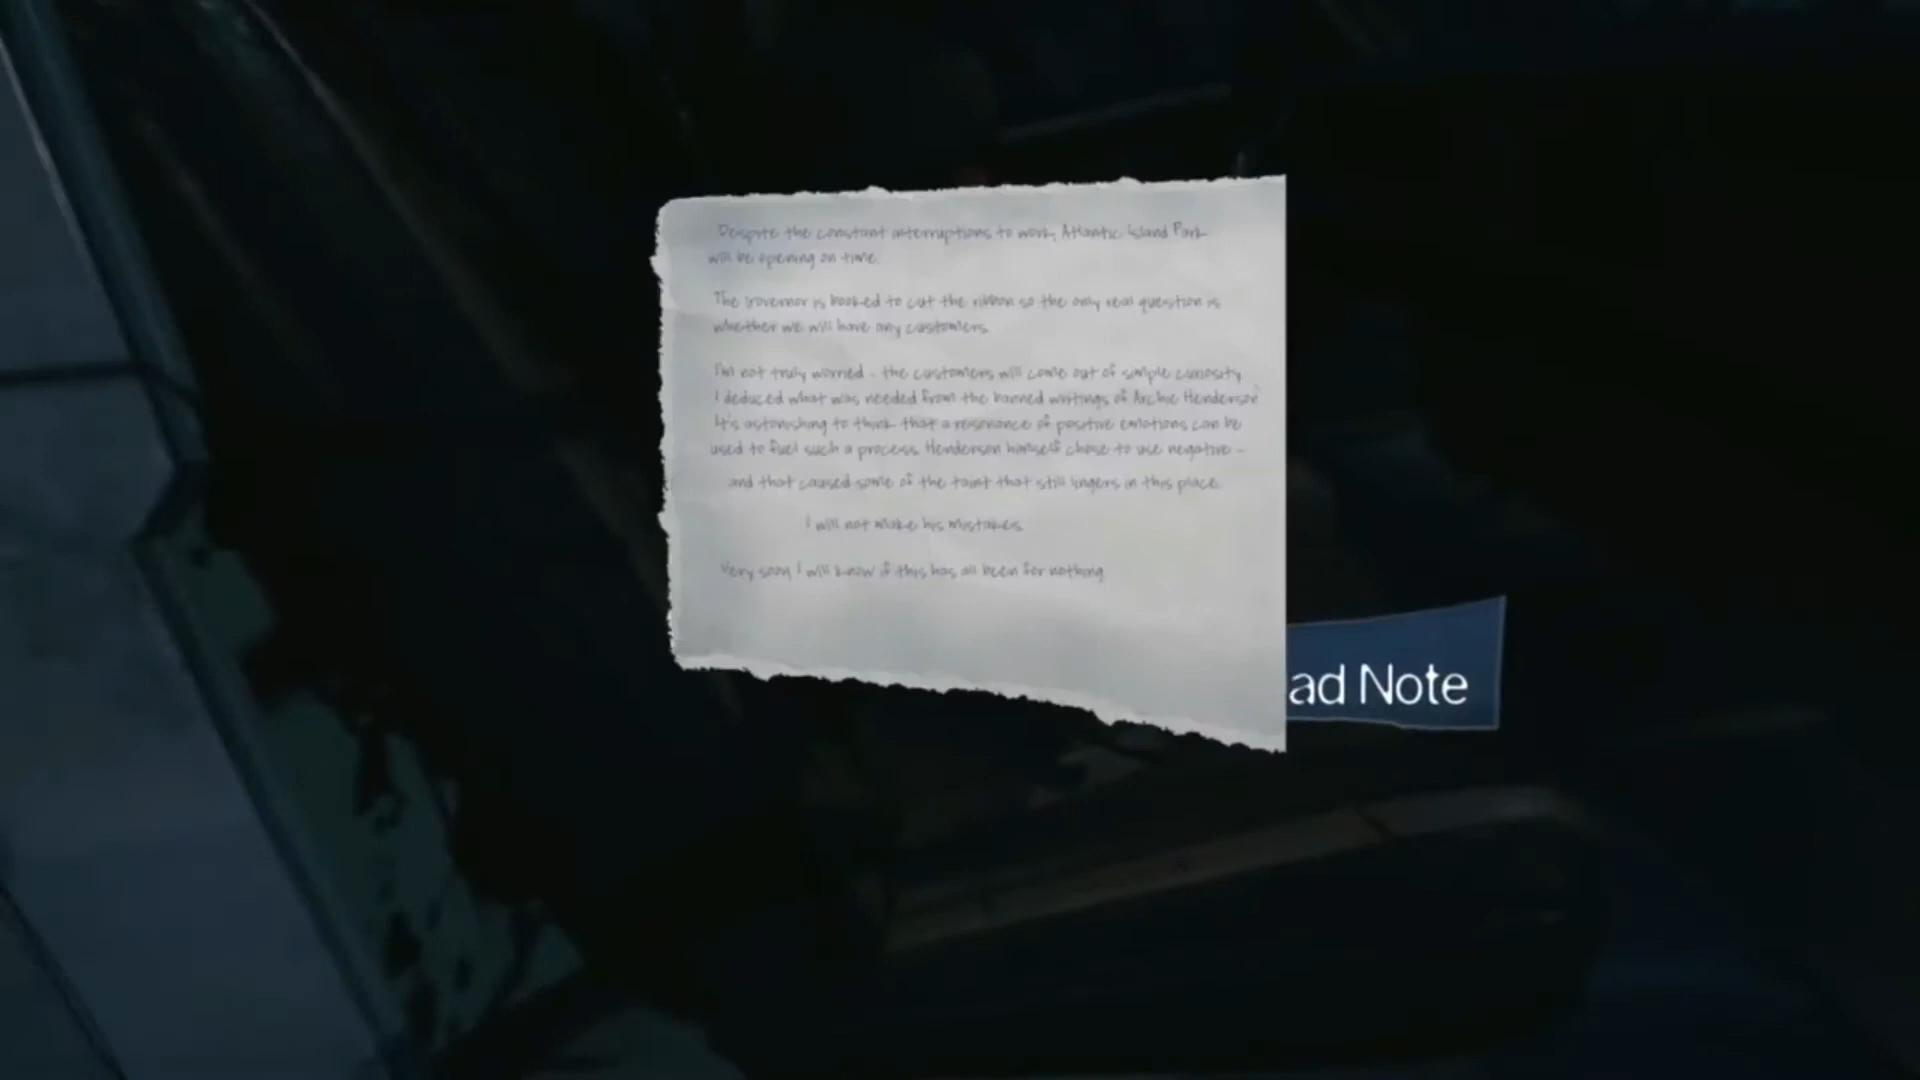 Despite the constant interruptions to work, Atlantic Island Park
will be opening on time.
The Governor is booked to cut the ribbon so the only real question is
whether we will have any customers.
I'm not truly worried - the customers will come out of simple curiosity.
I deduced what was needed from the banned writings of Archie Henderson.
It's astonishing to think that a resonance of positive emotions can be
used to fuel such a process. Henderson himself chose to use negative -
and that caused some of the taint that still lingers in this place.
I will not make his mistakes.
Very soon I will know if this has all been for nothing.
ad Note